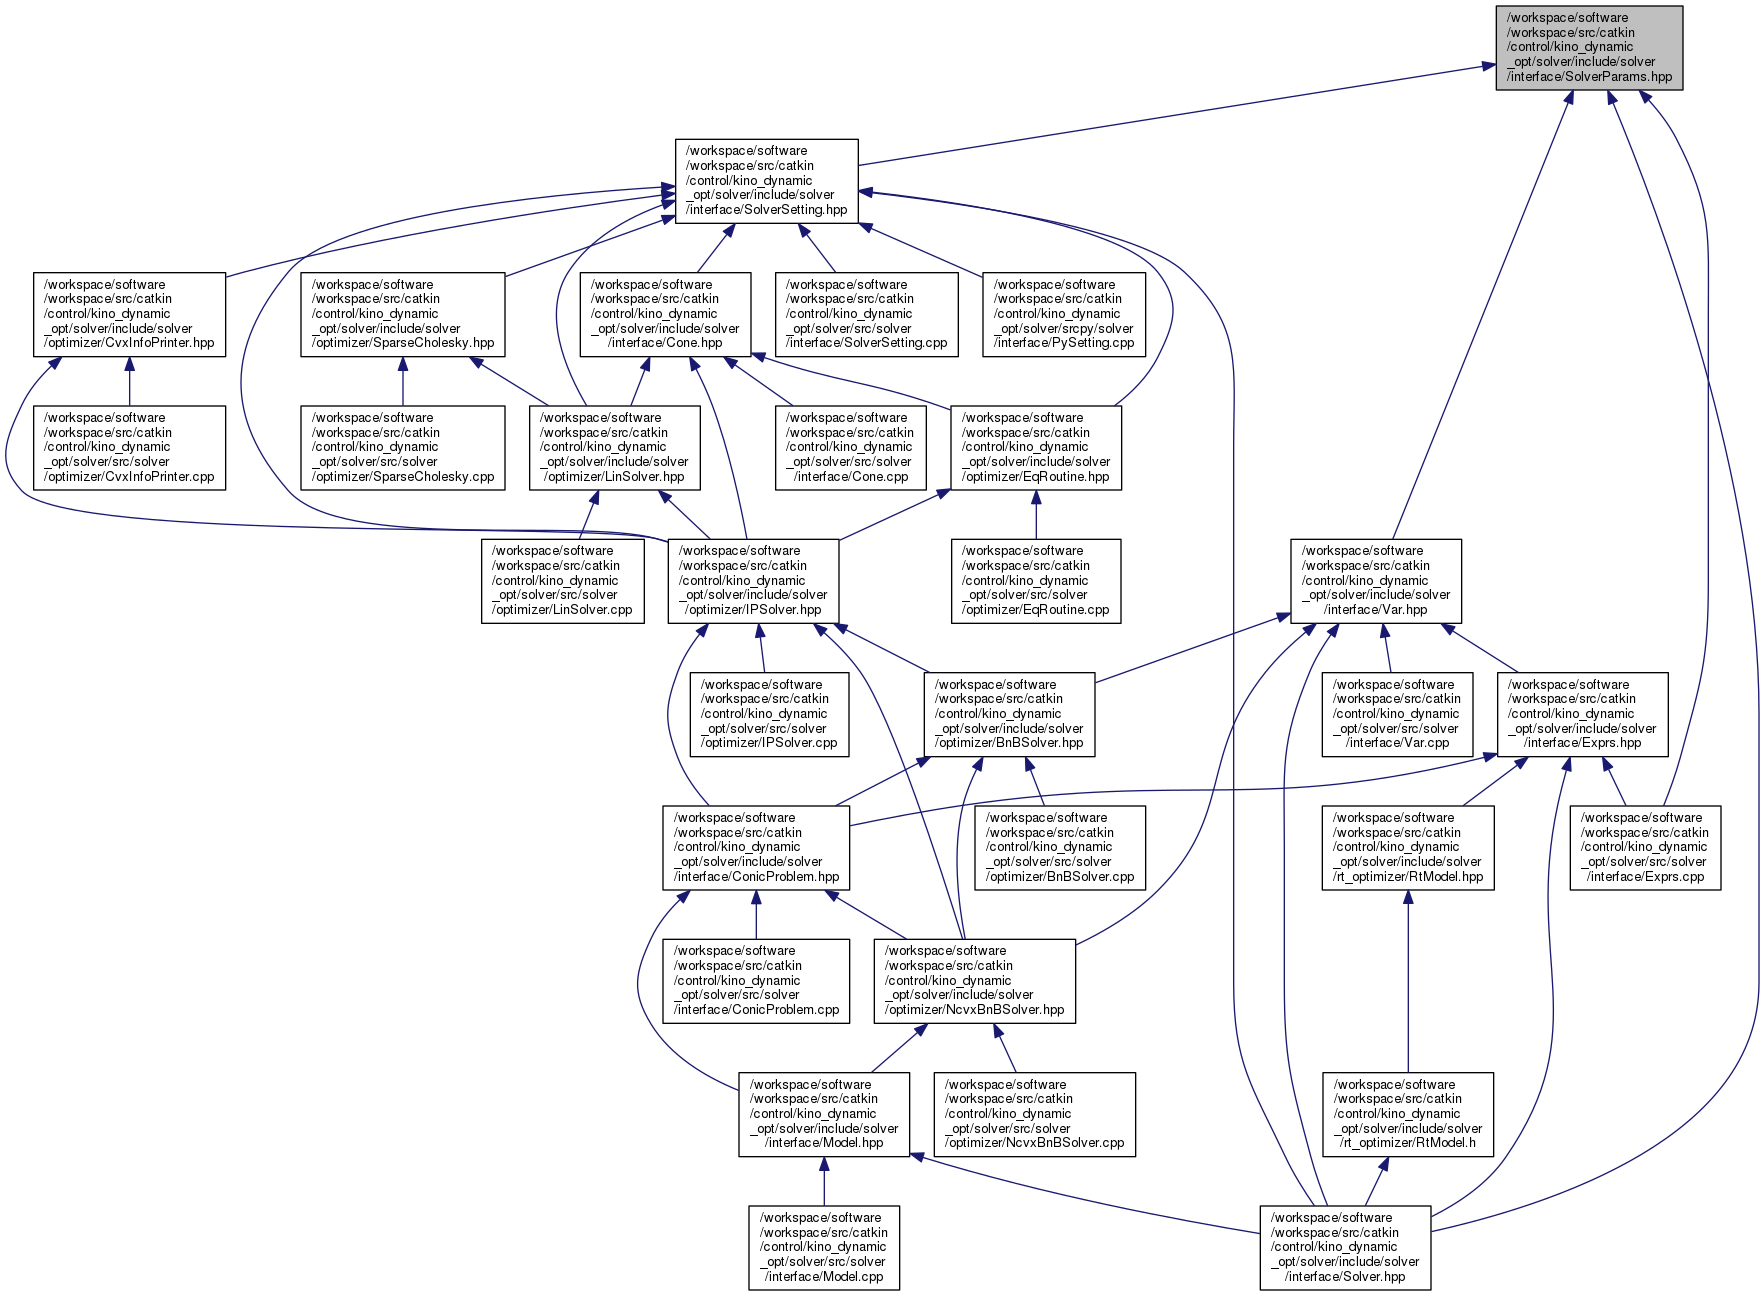 /workspace/software
/workspace/src/catkin
/control/kino_dynamic
_opt/solver/include/solver
/interface/SolverParams.hpp
/workspace/software
/workspace/src/catkin
/control/kino_dynamic
_opt/solver/include/solver
/interface/SolverSetting.hpp
/workspace/software
/workspace/src/catkin
/control/kino_dynamic
_opt/solver/include/solver
/optimizer/CvxInfoPrinter.hpp
/workspace/software
/workspace/src/catkin
/control/kino_dynamic
_opt/solver/include/solver
/optimizer/SparseCholesky.hpp
/workspace/software
/workspace/src/catkin
/control/kino_dynamic
_opt/solver/include/solver
/interface/Cone.hpp
/workspace/software
/workspace/src/catkin
/control/kino_dynamic
_opt/solver/src/solver
/interface/SolverSetting.cpp
/workspace/software
/workspace/src/catkin
/control/kino_dynamic
_opt/solver/srcpy/solver
/interface/PySetting.cpp
/workspace/software
/workspace/src/catkin
/control/kino_dynamic
_opt/solver/src/solver
/optimizer/CvxInfoPrinter.cpp
/workspace/software
/workspace/src/catkin
/control/kino_dynamic
_opt/solver/src/solver
/optimizer/SparseCholesky.cpp
/workspace/software
/workspace/src/catkin
/control/kino_dynamic
_opt/solver/include/solver
/optimizer/LinSolver.hpp
/workspace/software
/workspace/src/catkin
/control/kino_dynamic
_opt/solver/src/solver
/interface/Cone.cpp
/workspace/software
/workspace/src/catkin
/control/kino_dynamic
_opt/solver/include/solver
/optimizer/EqRoutine.hpp
/workspace/software
/workspace/src/catkin
/control/kino_dynamic
_opt/solver/src/solver
/optimizer/LinSolver.cpp
/workspace/software
/workspace/src/catkin
/control/kino_dynamic
_opt/solver/include/solver
/optimizer/IPSolver.hpp
/workspace/software
/workspace/src/catkin
/control/kino_dynamic
_opt/solver/src/solver
/optimizer/EqRoutine.cpp
/workspace/software
/workspace/src/catkin
/control/kino_dynamic
_opt/solver/include/solver
/interface/Var.hpp
/workspace/software
/workspace/src/catkin
/control/kino_dynamic
_opt/solver/src/solver
/optimizer/IPSolver.cpp
/workspace/software
/workspace/src/catkin
/control/kino_dynamic
_opt/solver/include/solver
/optimizer/BnBSolver.hpp
/workspace/software
/workspace/src/catkin
/control/kino_dynamic
_opt/solver/src/solver
/interface/Var.cpp
/workspace/software
/workspace/src/catkin
/control/kino_dynamic
_opt/solver/include/solver
/interface/Exprs.hpp
/workspace/software
/workspace/src/catkin
/control/kino_dynamic
_opt/solver/include/solver
/interface/ConicProblem.hpp
/workspace/software
/workspace/src/catkin
/control/kino_dynamic
_opt/solver/src/solver
/optimizer/BnBSolver.cpp
/workspace/software
/workspace/src/catkin
/control/kino_dynamic
_opt/solver/include/solver
/rt_optimizer/RtModel.hpp
/workspace/software
/workspace/src/catkin
/control/kino_dynamic
_opt/solver/src/solver
/interface/Exprs.cpp
/workspace/software
/workspace/src/catkin
/control/kino_dynamic
_opt/solver/src/solver
/interface/ConicProblem.cpp
/workspace/software
/workspace/src/catkin
/control/kino_dynamic
_opt/solver/include/solver
/optimizer/NcvxBnBSolver.hpp
/workspace/software
/workspace/src/catkin
/control/kino_dynamic
_opt/solver/include/solver
/interface/Model.hpp
/workspace/software
/workspace/src/catkin
/control/kino_dynamic
_opt/solver/src/solver
/optimizer/NcvxBnBSolver.cpp
/workspace/software
/workspace/src/catkin
/control/kino_dynamic
_opt/solver/include/solver
/rt_optimizer/RtModel.h
/workspace/software
/workspace/src/catkin
/control/kino_dynamic
_opt/solver/src/solver
/interface/Model.cpp
/workspace/software
/workspace/src/catkin
/control/kino_dynamic
_opt/solver/include/solver
/interface/Solver.hpp